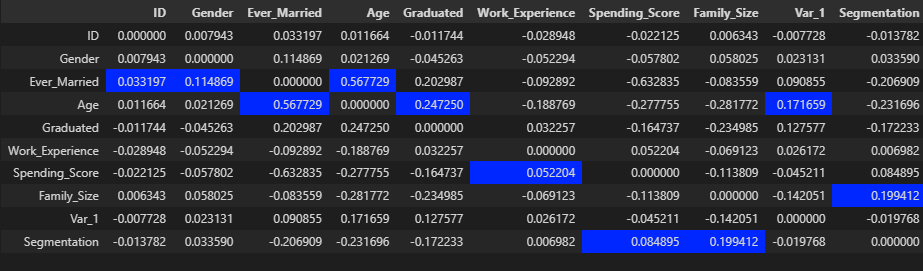 ID Gender Ever_Married Age Graduated Work_Experience Spending_Score Family_Size Var_1 Segmentation
ID 0.000000 0.007943 0.033197 0.011664 -0.011744 -0.028948 -0.022125 0.006343 -0.007728 -0.013782
Gender 0.007943 0.000000 0.114869 0.021269 -0.045263 -0.052294 -0.057802 0.058025 0.023131 0.033590
Ever_Married 0.033197 0.114869 0.000000 0.567729 0.202987 -0.092892 -0.632835 -0.083559 0.090855 -0.206909
Age 0.011664 0.021269 0.567729 0.000000 0.247250 -0.188769 -0.277755 -0.281772 0.171659 -0.231696
Graduated -0.011744 -0.045263 0.202987 0.247250 0.000000 0.032257 -0.164737 -0.234985 0.127577 -0.172233
Work_Experience -0.028948 -0.052294 -0.092892 -0.188769 0.032257 0.000000 0.052204 -0.069123 0.026172 0.006982
Spending_Score -0.022125 -0.057802 -0.632835 -0.277755 -0.164737 0.052204 0.000000 -0.113809 -0.045211 0.084895
Family_Size 0.006343 0.058025 -0.083559 -0.281772 -0.234985 -0.069123 -0.113809 0.000000 -0.142051 0.199412
Var_1 -0.007728 0.023131 0.090855 0.171659 0.127577 0.026172 -0.045211 -0.142051 0.000000 -0.019768
Segmentation -0.013782 0.033590 -0.206909 -0.231696 -0.172233 0.006982 0.084895 0.199412 -0.019768 0.000000